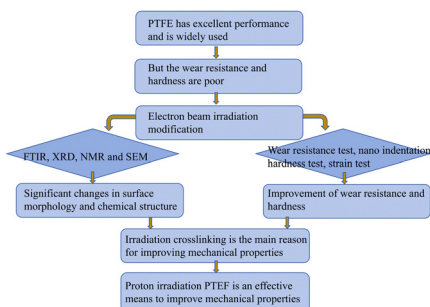 PTFE has excellent performance
and is widely used
But the wear resistance and
hardness are poor
Electron beam irradiation
modification
FTIR, XRD, NMR and SEM
Wear resistance test, nano indentation
hardness test, strain test
Significant changes in surface
morphology and chemical structure
Improvement of wear resistance and
hardness
Irradiation crosslinking is the main reason
for improving mechanical properties
Proton irradiation PTEF is an effective
means to improve mechanical properties